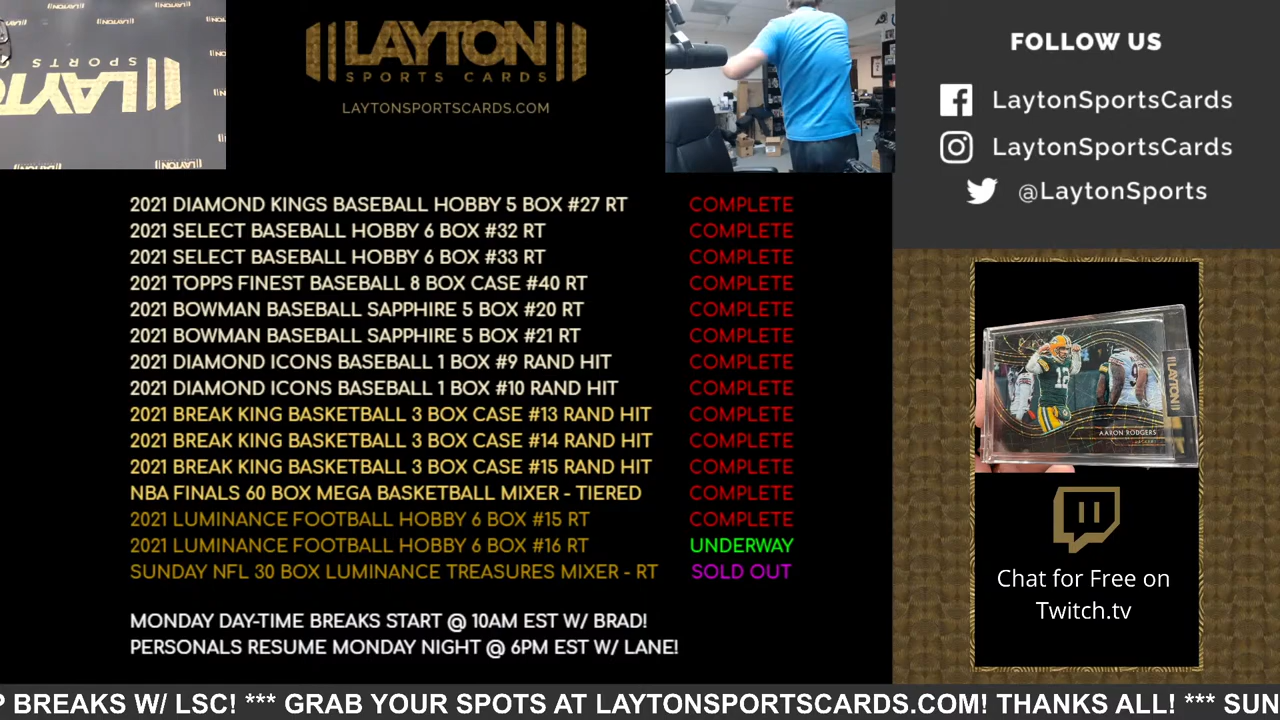 LAYTON
SPORTS CARDS
LAYTONSPORTSCARDS.COM
FOLLOW US
LaytonSportsCards
LaytonSportsCards
@LaytonSports
2021 DIAMOND KINGS BASEBALL HOBBY 5 BOX #27 RT COMPLETE
2021 SELECT BASEBALL HOBBY 6 BOX #32 RT COMPLETE
2021 SELECT BASEBALL HOBBY 6 BOX #33 RT COMPLETE
2021 TOPPS FINEST BASEBALL 8 BOX CASE #40 RT COMPLETE
2021 BOWMAN BASEBALL SAPPHIRE 5 BOX #20 RT COMPLETE
2021 BOWMAN BASEBALL SAPPHIRE 5 BOX #21 RT COMPLETE
2021 DIAMOND ICONS BASEBALL 1 BOX #9 RAND HIT COMPLETE
2021 DIAMOND ICONS BASEBALL 1 BOX #10 RAND HIT COMPLETE
2021 BREAK KING BASKETBALL 3 BOX CASE #13 RAND HIT COMPLETE
2021 BREAK KING BASKETBALL 3 BOX CASE #14 RAND HIT COMPLETE
2021 BREAK KING BASKETBALL 3 BOX CASE #15 RAND HIT COMPLETE
NBA FINALS 60 BOX MEGA BASKETBALL MIXER - TIERED COMPLETE
2021 LUMINANCE FOOTBALL HOBBY 6 BOX #15 RT COMPLETE
2021 LUMINANCE FOOTBALL HOBBY 6 BOX #16 RT UNDERWAY
SUNDAY NFL 30 BOX LUMINANCE TREASURES MIXER - RT SOLD OUT
MONDAY DAY-TIME BREAKS START @ 10AM EST W/ BRAD!
PERSONALS RESUME MONDAY NIGHT @ 6PM EST W/ LANE!
AARON RODGERS
LAYTON
Chat for Free on
Twitch.tv
P BREAKS W/ LSC! *** GRAB YOUR SPOTS AT LAYTONSPORTSCARDS.COM! THANKS ALL! *** SUN